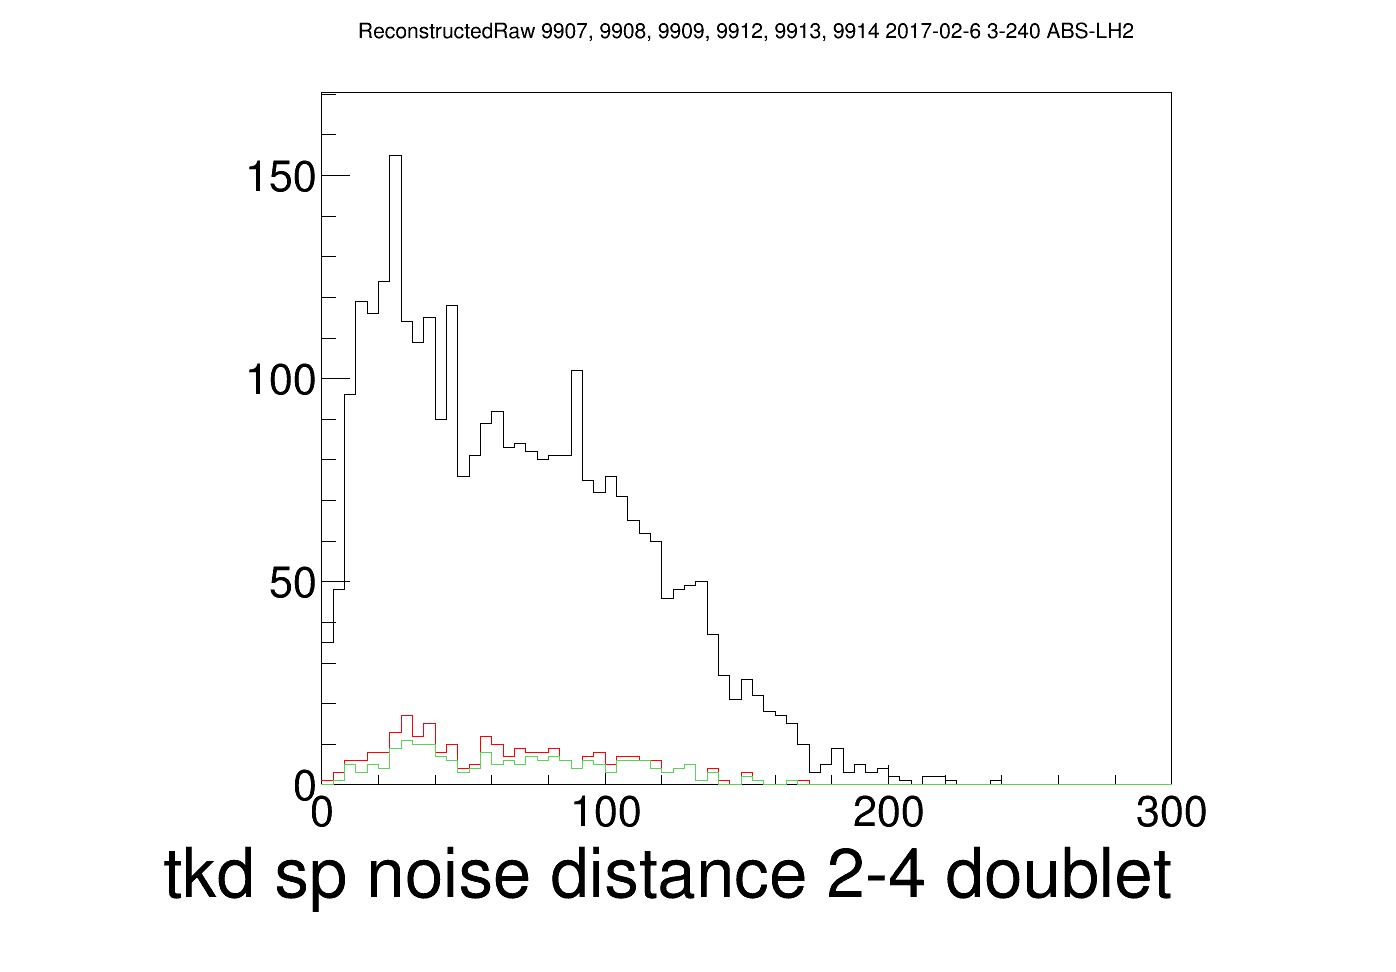 ReconstructedRaw 9907, 9908, 9909, 9912, 9913, 9914 2017-02-6 3-240 ABS-LH2
150
100
50
0
0 100 200 300
tkd sp noise distance 2-4 doublet